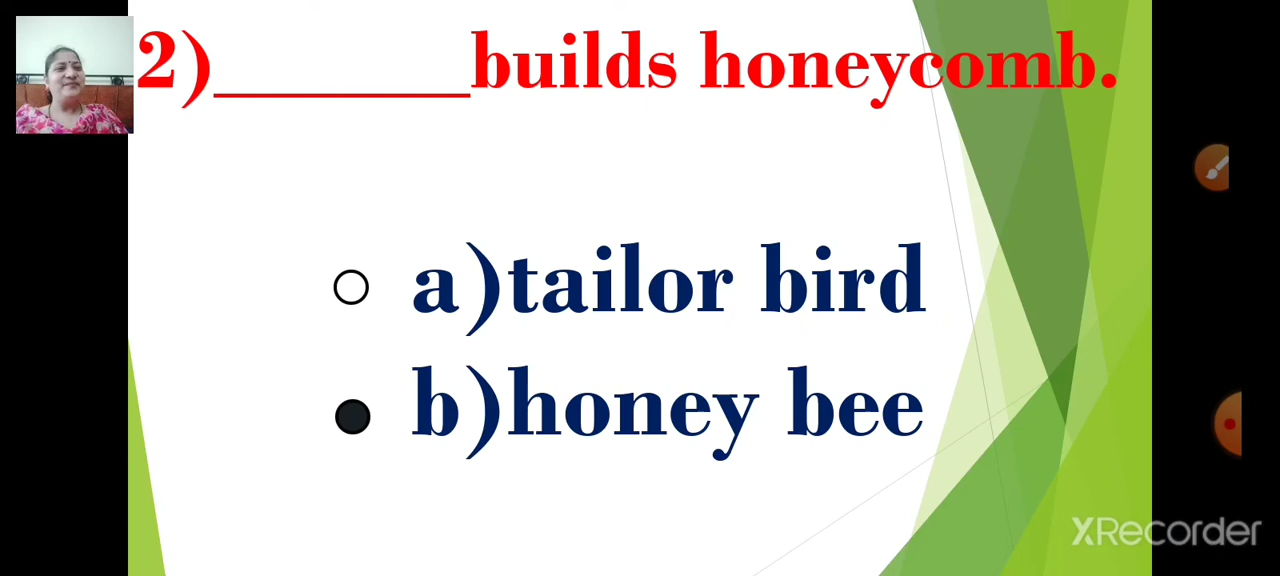 2)________builds honeycomb.
a)tailor bird
b)honey bee
XRecorder